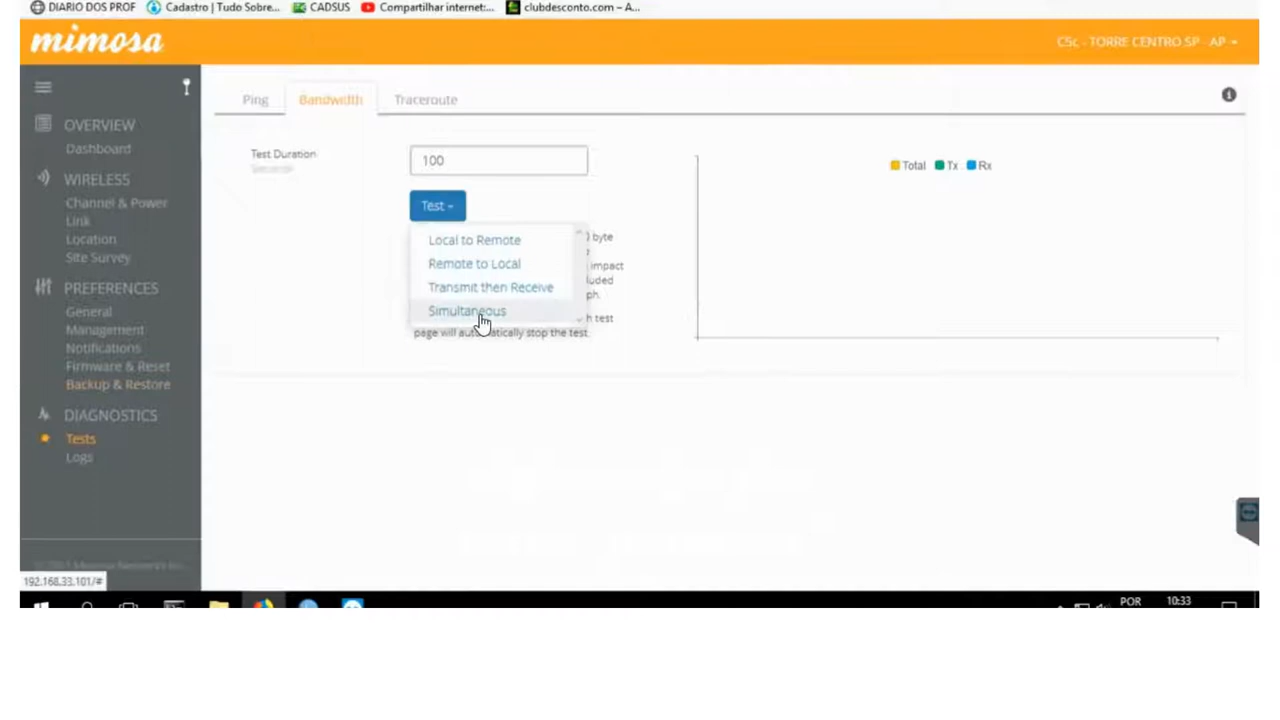 DIARIO DOS PROF Cadastro | Tudo Sobre... CADSUS Compartilhar internet:... clubdesconto.com - A...
mimosa
C5c - TORRE CENTRO SP - AP
OVERVIEW
Dashboard
WIRELESS
Channel & Power
Link
Location
Site Survey
PREFERENCES
General
Management
Notifications
Firmware & Reset
Backup & Restore
DIAGNOSTICS
Tests
Logs
192.168.33.101/#
Ping Bandwidth Traceroute
Test Duration
Seconds
100
Test
Local to Remote
Remote to Local
Transmit then Receive
Simultaneous
) byte
impact
luded
ph.
h test
page will automatically stop the test.
Total Tx Rx
POR 10:33